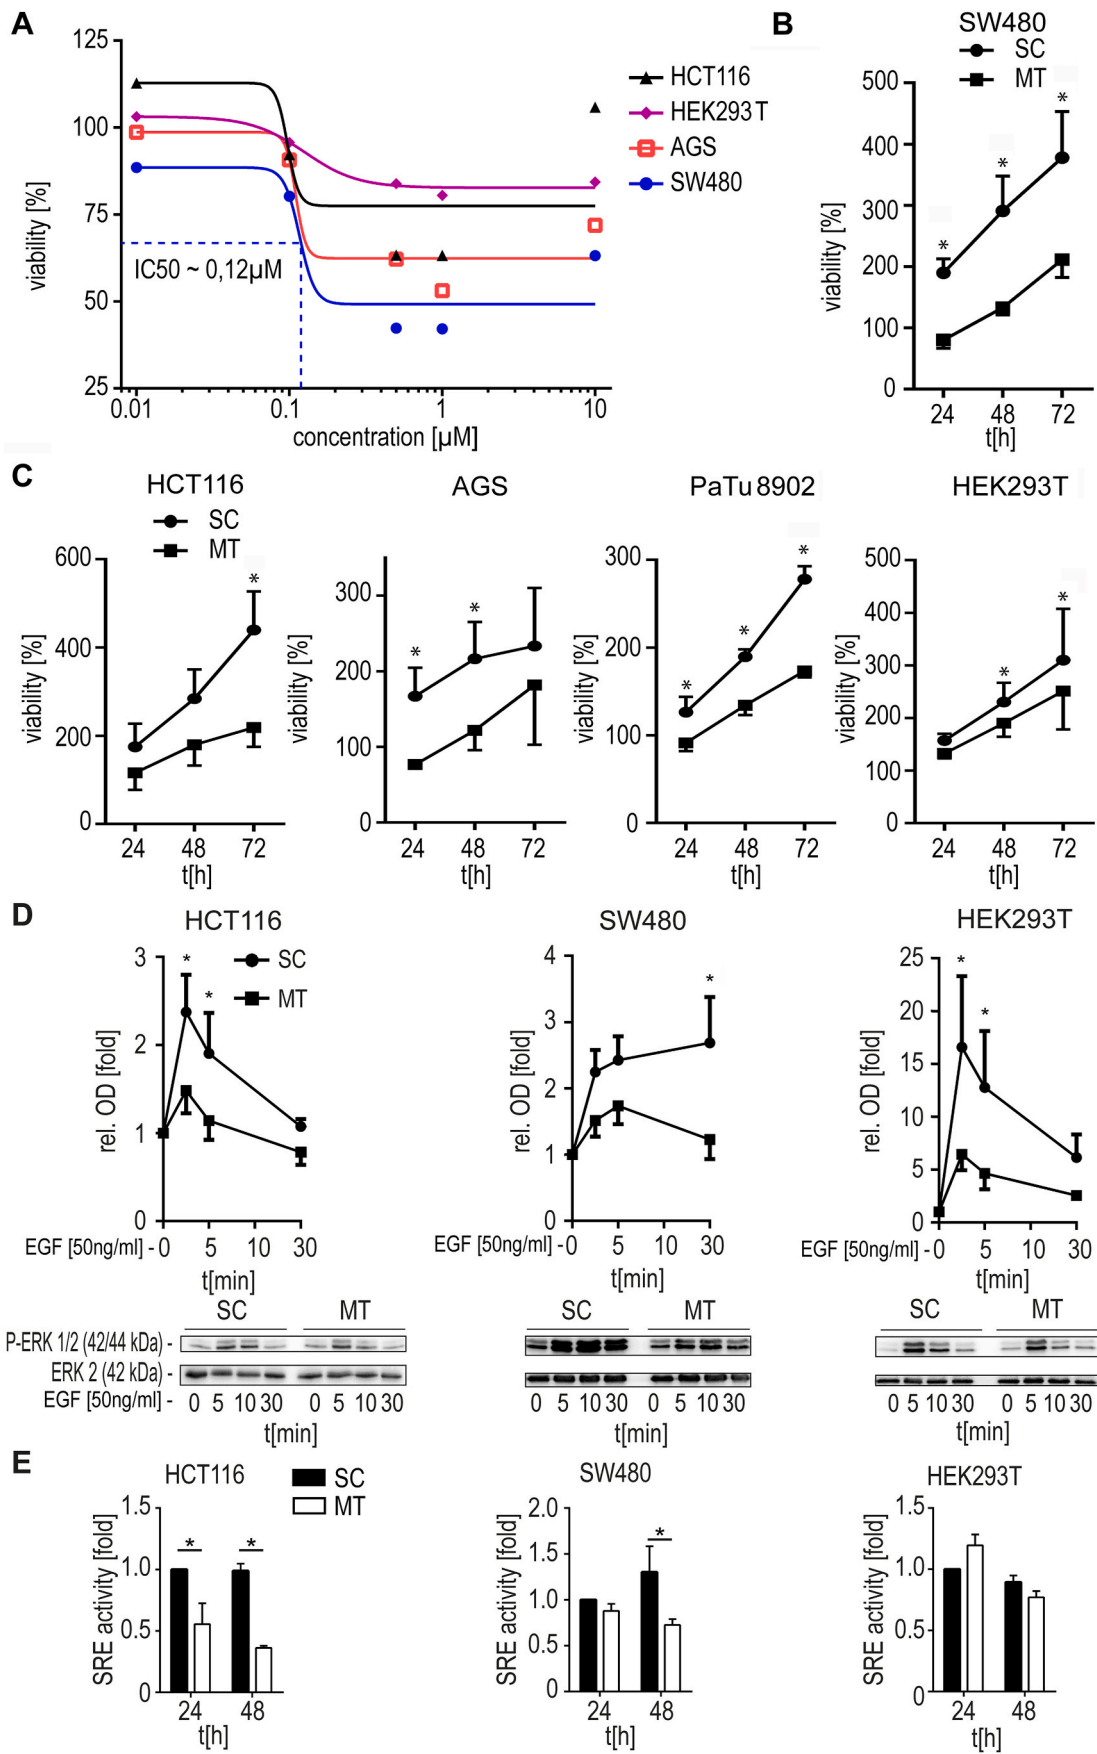 A
125
100
75
50
25
viability [%]
IC50 ~ 0,12µM
0.01 0.1 1 10
concentration [µM]
HCT116
HEK293T
AGS
SW480
B
SW480
SC
MT
500
400
300
200
100
0
viability [%]
* * *
24 48 72
t[h]
C
HCT116
SC
MT
600
400
200
0
viability [%]
*
24 48 72
t[h]
AGS
300
200
100
0
viability [%]
* *
24 48 72
t[h]
PaTu 8902
300
200
100
0
viability [%]
* * *
24 48 72
t[h]
HEK293T
500
400
300
200
100
0
viability [%]
* *
24 48 72
t[h]
D
HCT116
SC
MT
3
2
1
0
rel. OD [fold]
* *
EGF [50ng/ml] -0 5 10 30
t[min]
SW480
4
3
2
1
0
rel. OD [fold]
*
EGF [50ng/ml] -0 5 10 30
t[min]
HEK293T
25
20
15
10
5
0
rel. OD [fold]
* *
EGF [50ng/ml] -0 5 10 30
t[min]
SC MT
P-ERK 1/2 (42/44 kDa) -
ERK 2 (42 kDa) -
EGF [50ng/ml] - 0 5 10 30 0 5 10 30
t[min]
SC MT
0 5 10 30 0 5 10 30
t[min]
SC MT
0 5 10 30 0 5 10 30
t[min]
E
HCT116
SC
MT
1.5
1.0
0.5
0
SRE activity [fold]
* *
24 48
t[h]
SW480
2.0
1.5
1.0
0.5
0
SRE activity [fold]
*
24 48
t[h]
HEK293T
1.5
1.0
0.5
0
SRE activity [fold]
24 48
t[h]